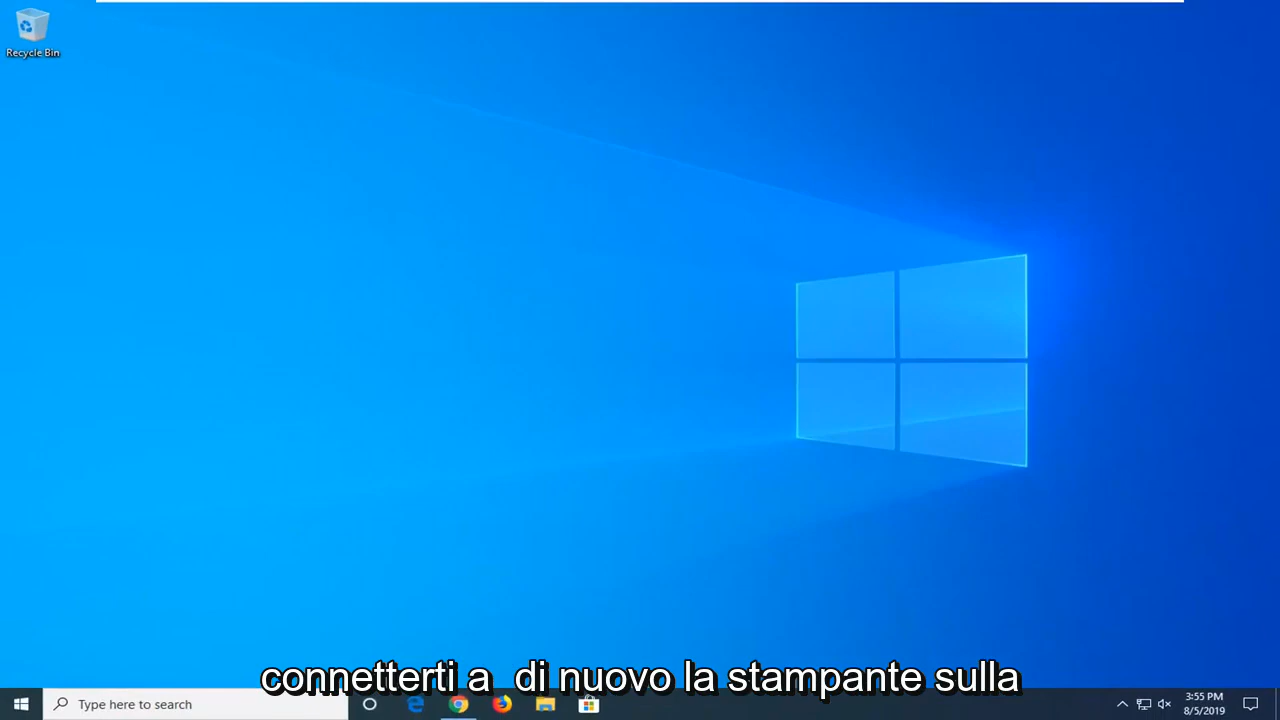 Recycle Bin
connetterti a di nuovo la stampante sulla
Type here to search
3:55 PM
8/5/2019